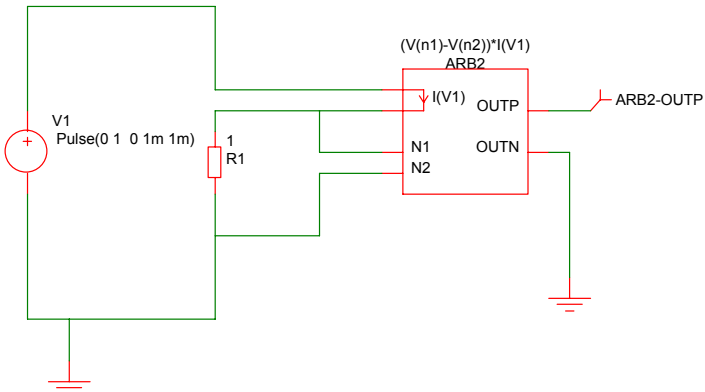 (V(n1)-V(n2))*I(V1)
ARB2
I(V1)
OUTP
ARB2-OUTP
V1
+
Pulse(0 1  0 1m 1m)
1
R1
N1
OUTN
N2